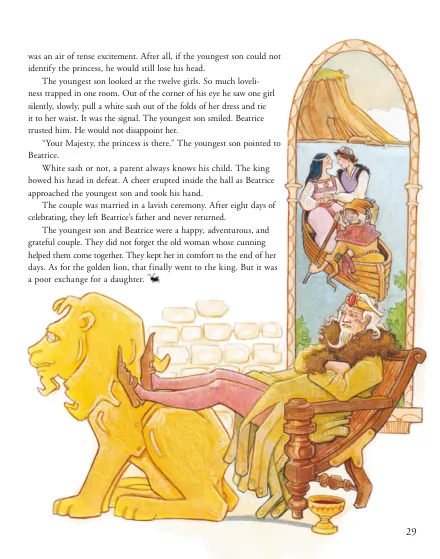 was an air of tense excitement. After all, if the youngest son could not
identify the princess, he would still lose his head.
The youngest son looked at the twelve girls. So much loveli-
ness trapped in one room. Out of the corner of his eye he saw one girl
silently, slowly, pull a white sash out of the folds of her dress and tie
it to her waist. It was the signal. The youngest son smiled. Beatrice
trusted him. He would not disappoint her.
"Your Majesty, the princess is there." The youngest son pointed to
Beatrice.
White sash or not, a parent always knows his child. The king
bowed his head in defeat. A cheer erupted inside the hall as Beatrice
approached the youngest son and took his hand.
The couple was married in a lavish ceremony. After eight days of
celebrating, they left Beatrice's father and never returned.
The youngest son and Beatrice were a happy, adventurous, and
grateful couple. They did not forget the old woman whose cunning
helped them come together. They kept her in comfort to the end of her
days. As for the golden lion, that finally went to the king. But it was
a poor exchange for a daughter.
29